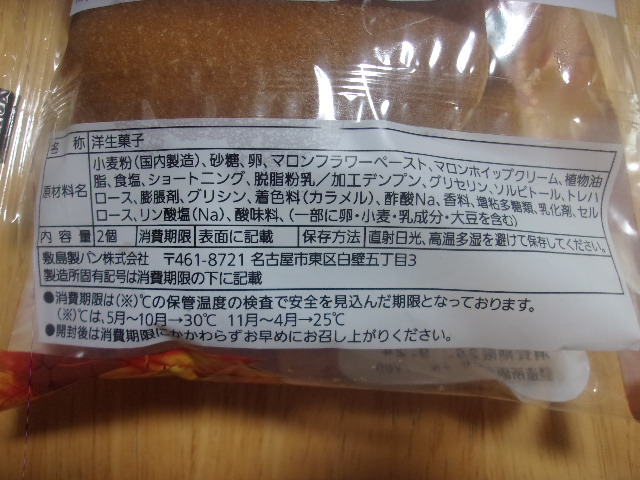 名 称 洋生菓子
原材料名 小麦粉(国内製造)、砂糖、卵、マロンフラワーペースト、マロンホイップクリーム、植物油
脂、食塩、ショートニング、脱脂粉乳/加工デンプン、グリセリン、ソルビトール、トレハ
ロース、膨脹剤、グリシン、着色料(カラメル)、酢酸Na、香料、増粘多糖類、乳化剤、セル
ロース、リン酸塩(Na)、酸味料、(一部に卵・小麦・乳成分・大豆を含む)
内容量 2個 消費期限 表面に記載 保存方法 直射日光、高温多湿を避けて保存してください。
敷島製パン株式会社 〒461-8721 名古屋市東区白壁五丁目3
製造所固有記号は消費期限の下に記載
●消費期限は(※)℃の保管温度の検査で安全を見込んだ期限となっております。
(※)℃は、5月~10月→30℃ 11月~4月→25℃
●開封後は消費期限にかかわらずお早めにお召し上がりください。